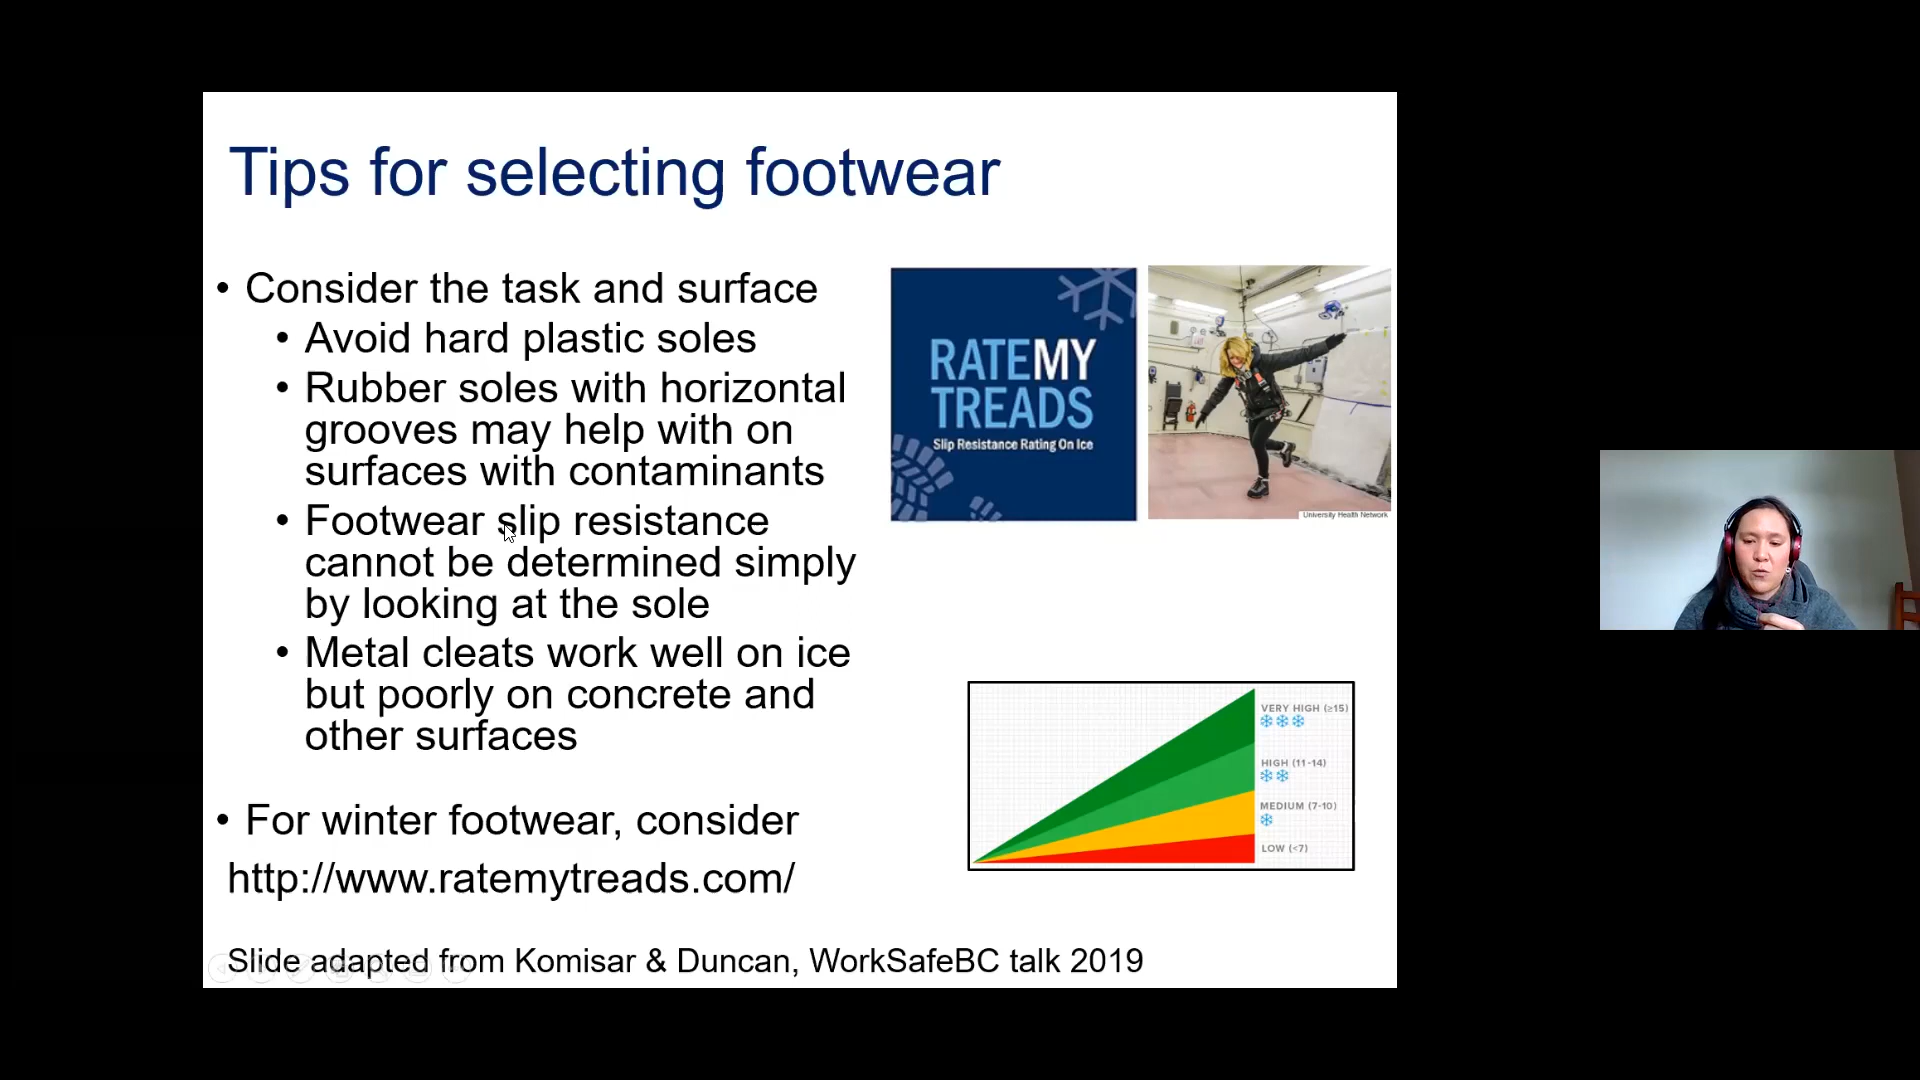 Tips for selecting footwear
• Consider the task and surface
• Avoid hard plastic soles
• Rubber soles with horizontal
grooves may help with on
surfaces with contaminants
• Footwear slip resistance
cannot be determined simply
by looking at the sole
• Metal cleats work well on ice
but poorly on concrete and
other surfaces
• For winter footwear, consider
http://www.ratemytreads.com/
Slide adapted from Komisar & Duncan, WorkSafeBC talk 2019
RATEMY
TREADS
Slip Resistance Rating On Ice
University Health Network
VERY HIGH (≥15)
HIGH (11-14)
MEDIUM (7-10)
LOW (<7)